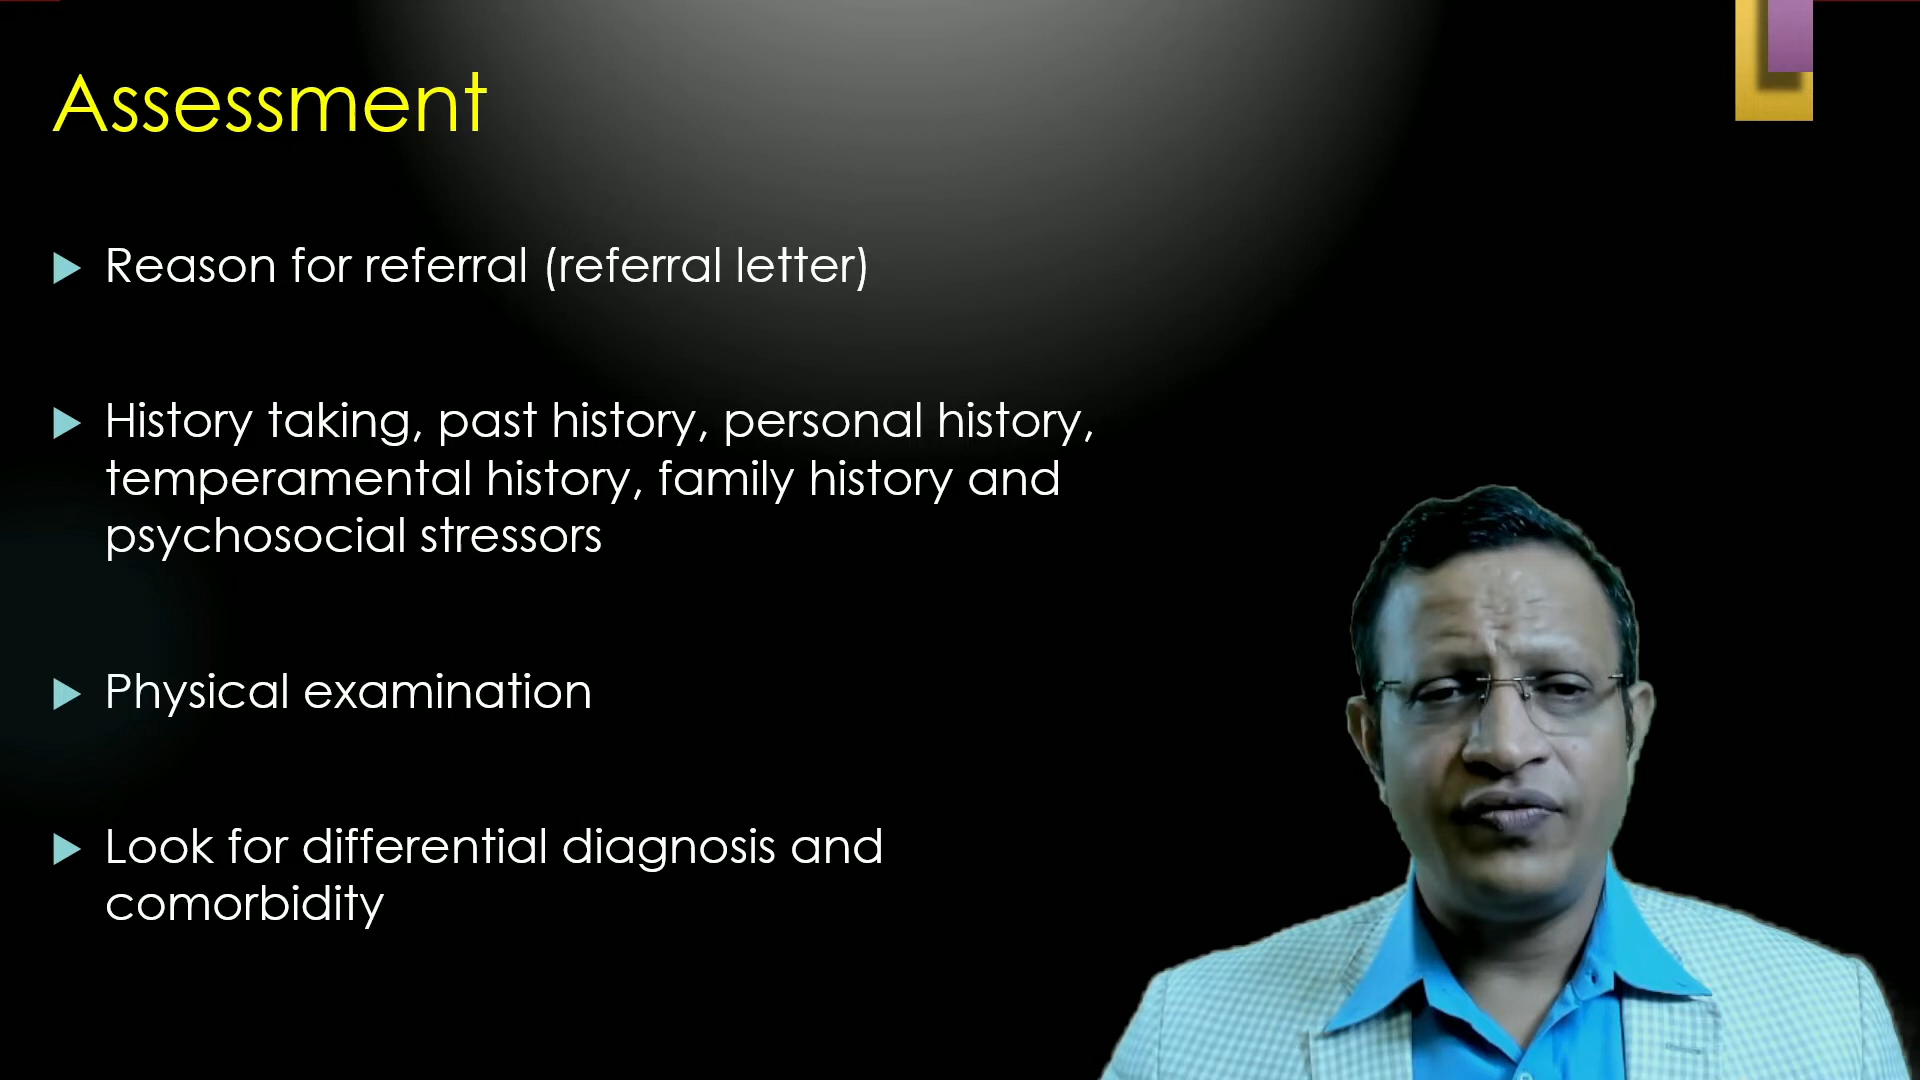 Assessment
Reason for referral (referral letter)
History taking, past history, personal history,
temperamental history, family history and
psychosocial stressors
Physical examination
Look for differential diagnosis and
comorbidity